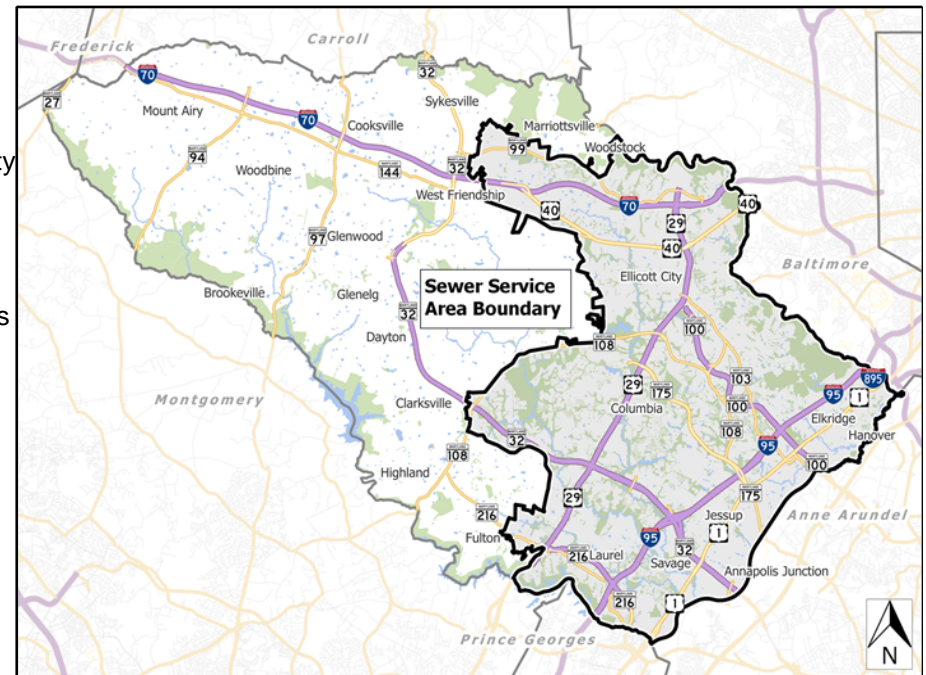 Frederick
Carroll
70
32
27
Mount Airy
Sykesville
70
Cooksville
Marriottsville
99
Woodstock
94
ty
Woodbine
144
32
West Friendship
40
70
40
29
97
Glenwood
40
Baltimore
Ellicott City
Brookeville
Glenelg
Sewer Service
Area Boundary
s
32
Dayton
100
108
103
895
29
175
95
1
Montgomery
Clarksville
Columbia
100
Elkridge
108
Hanover
32
95
108
100
Highland
29
175
216
Jessup
Anne Arundel
Fulton
1
95
32
216
Laurel
Savage
Annapolis Junction
216
1
Prince Georges
N